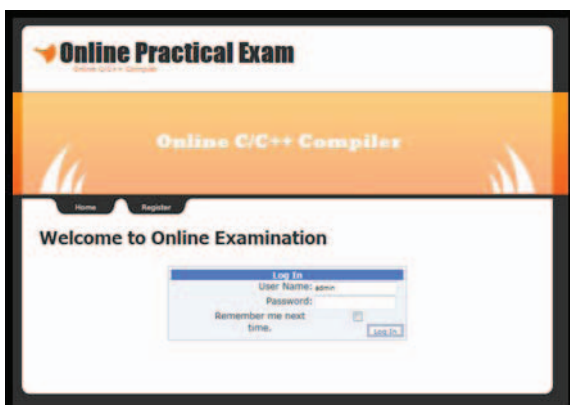 Online Practical Exam
Online C/C++ Compiler
Online C/C++ Compiler
Home Register
Welcome to Online Examination
Log In
User Name: admin
Password:
Remember me next time.
Log In